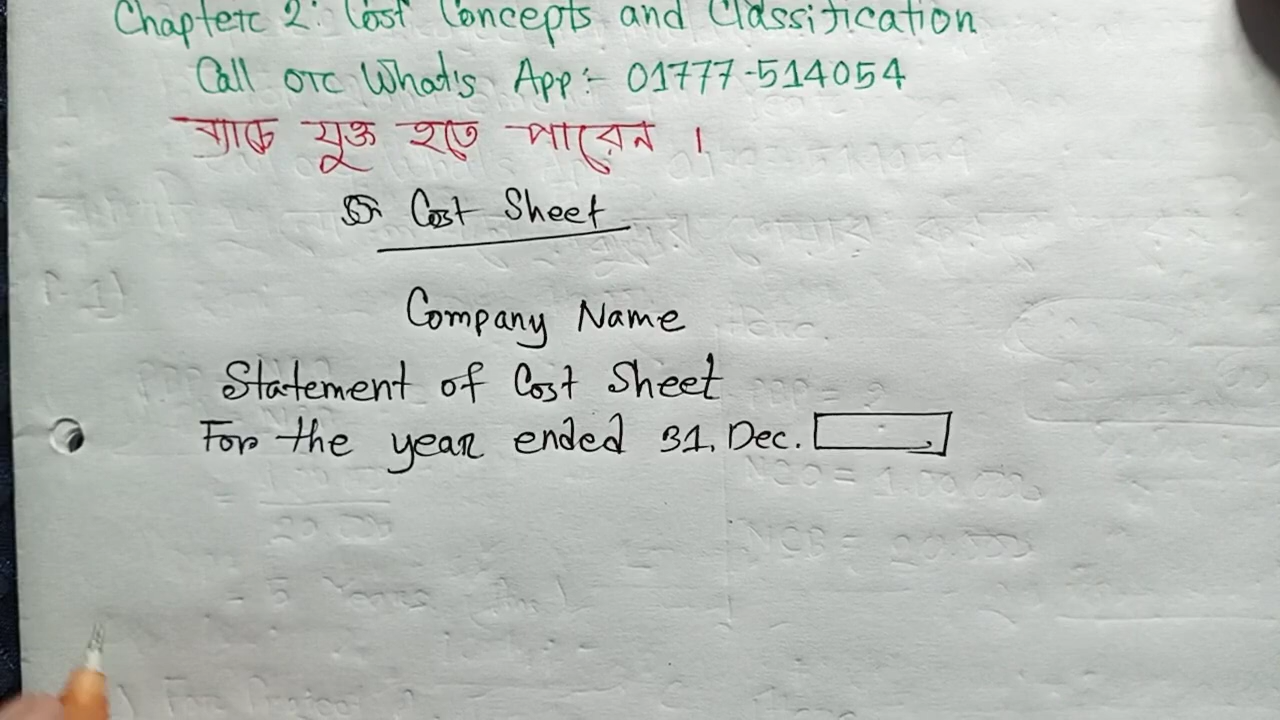 Chapter 2: Cost Concepts and Classification
Call or What's App:- 01777-514054
ব্যাচে যুক্ত হতে পারেন ।
Cost Sheet
Company Name
Statement of Cost Sheet
For the year ended 31. Dec.